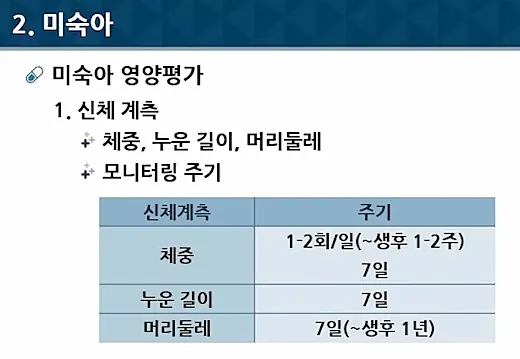 2. 미숙아
미숙아 영양평가
1. 신체 계측
체중, 누운 길이, 머리둘레
모니터링 주기
신체계측 주기
체중 1-2회/일(~생후 1-2주)
7일
누운 길이 7일
머리둘레 7일(~생후 1년)